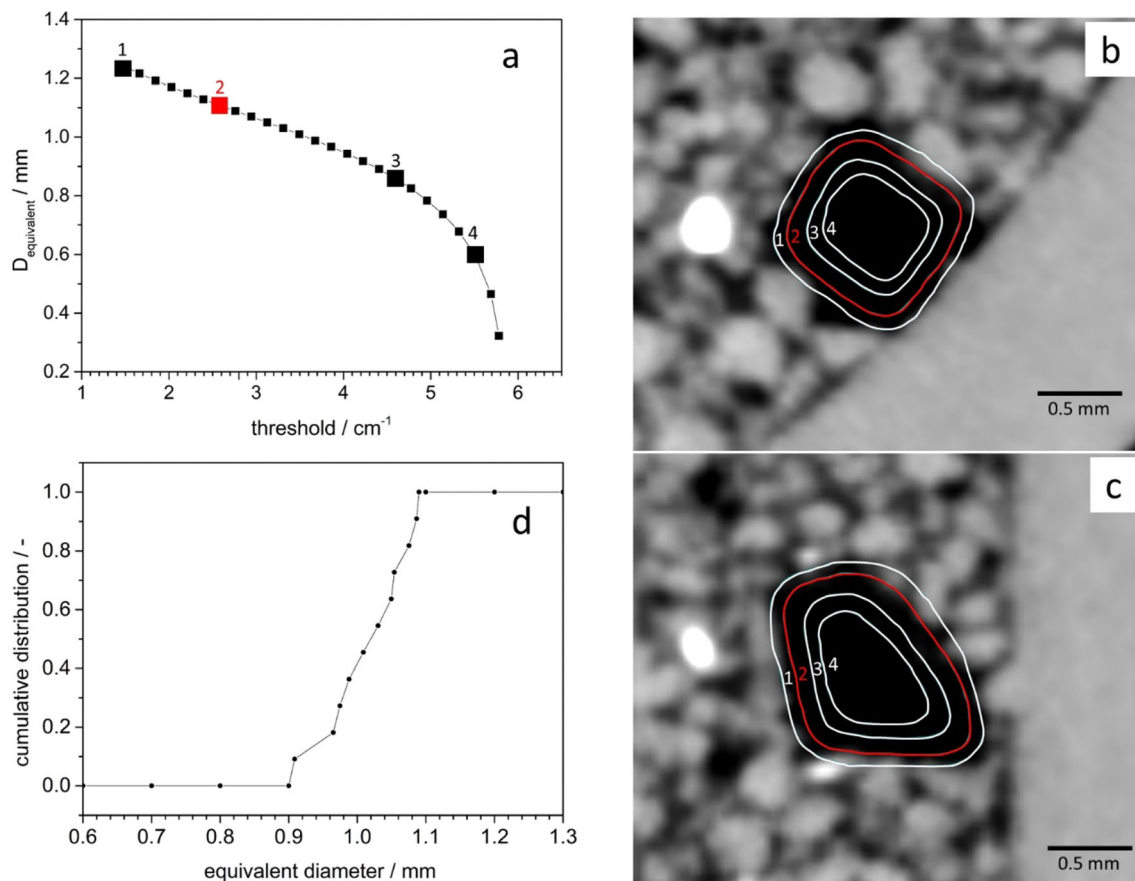 a
1.4
1.2
1.0
0.8
0.6
0.4
0.2
1
2
3
4
1 2 3 4 5 6
D_equivalent / mm
threshold / cm⁻¹
b
1 2 3 4
0.5 mm
d
1.0
0.8
0.6
0.4
0.2
0.0
0.6 0.7 0.8 0.9 1.0 1.1 1.2 1.3
cumulative distribution / -
equivalent diameter / mm
c
1 2 3 4
0.5 mm